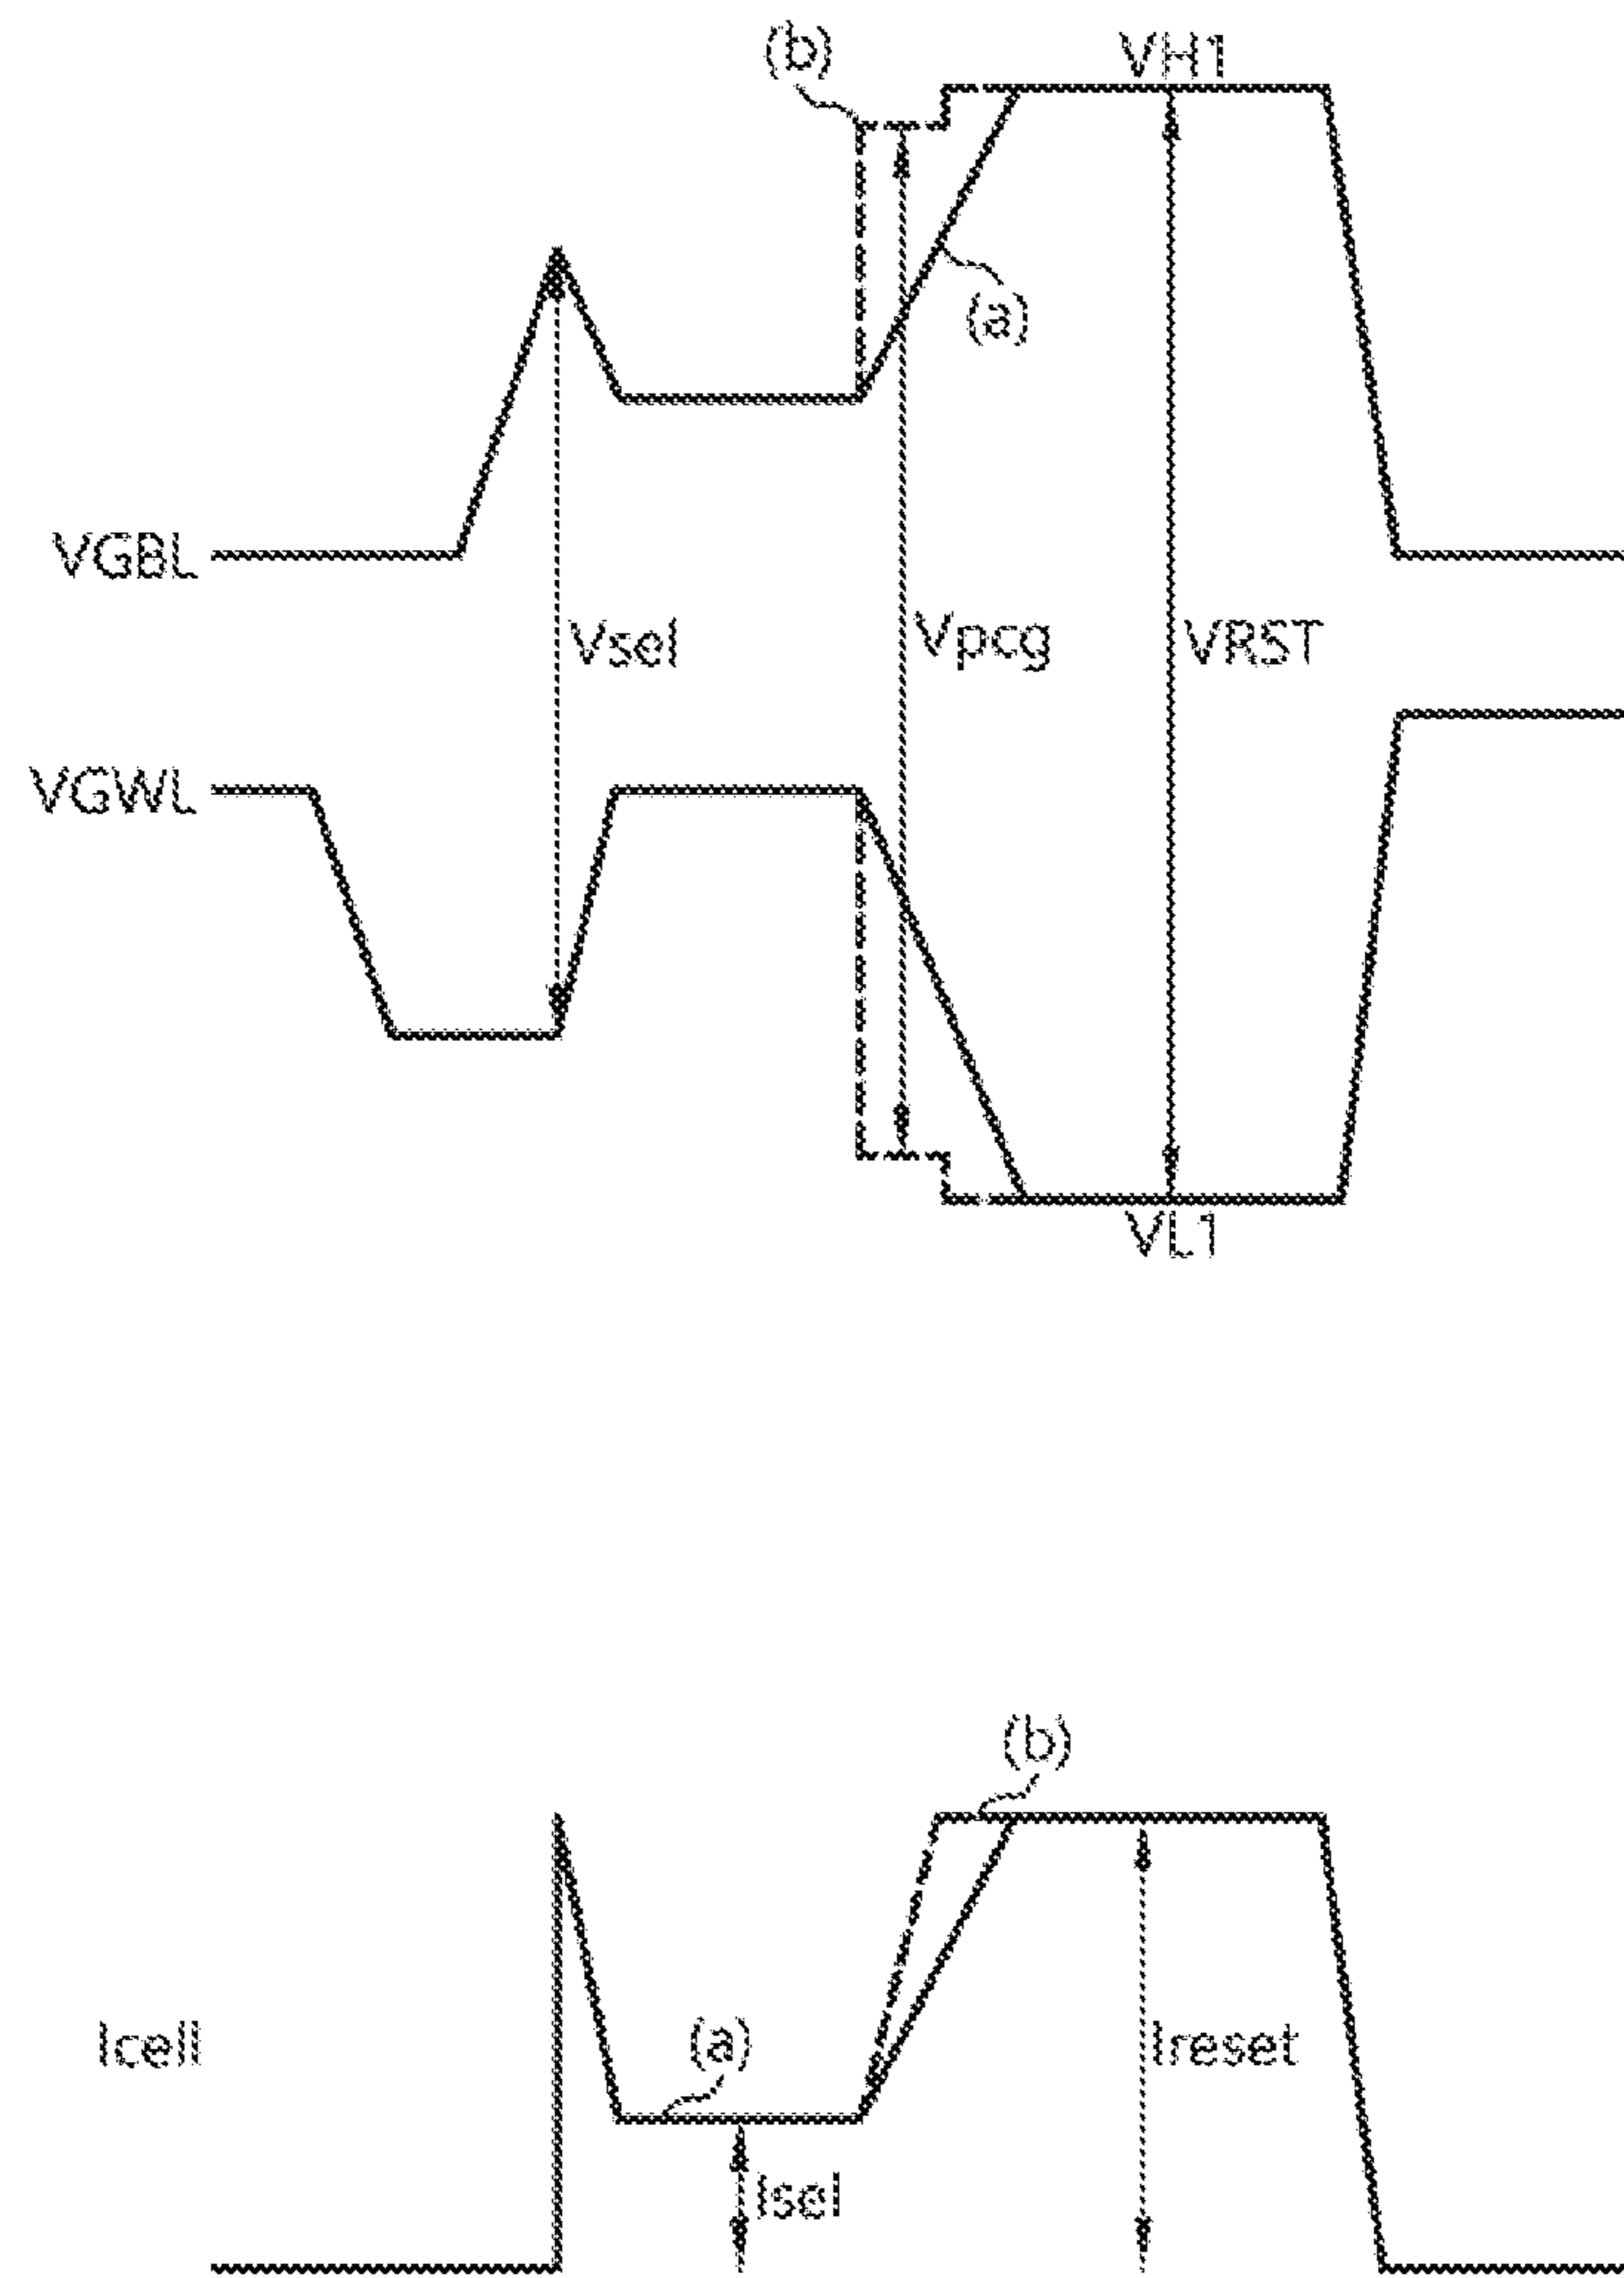 (b)
VH1
(a)
VGBL
Vsel
Vpcg
VRST
VGWL
VL1
(b)
Icell
(a)
Ireset
Isel